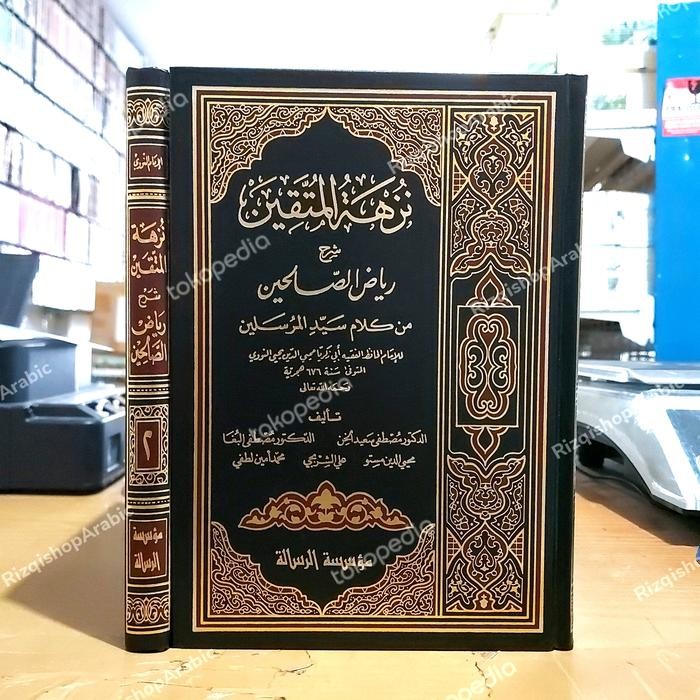 نزهة المتقين
شرح
رياض الصالحين
من كلام سيد المرسلين
للإمام الحافظ الفقيه أبي زكريا محيي الدين يحيى النووي
المتوفى سنة ٦٧٦ هجرية
رحمه الله تعالى
تأليف
الدكتور مصطفى سعيد الخن الدكتور مصطفى البغا
محيي الدين مستو علي الشربجي محمد أمين لطفي
مؤسسة الرسالة
الإمام النووي
نزهة
المتقين
شرح
رياض
الصالحين
٢
مؤسسة
الرسالة
tokopedia
RizqishopArabic